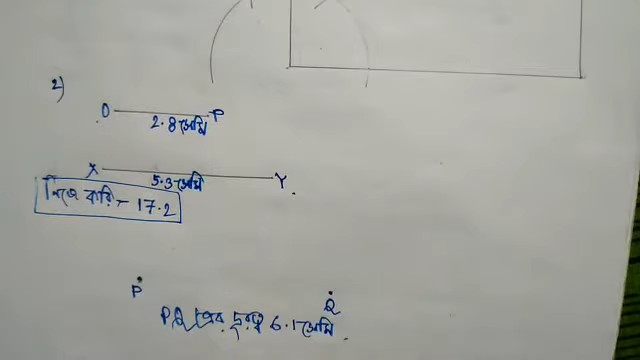 2)
O P
2.8 সেমি
X Y
5.3 সেমি
নিজে করি - 17.2
P Q
PQ এর দূরত্ব 6.1 সেমি